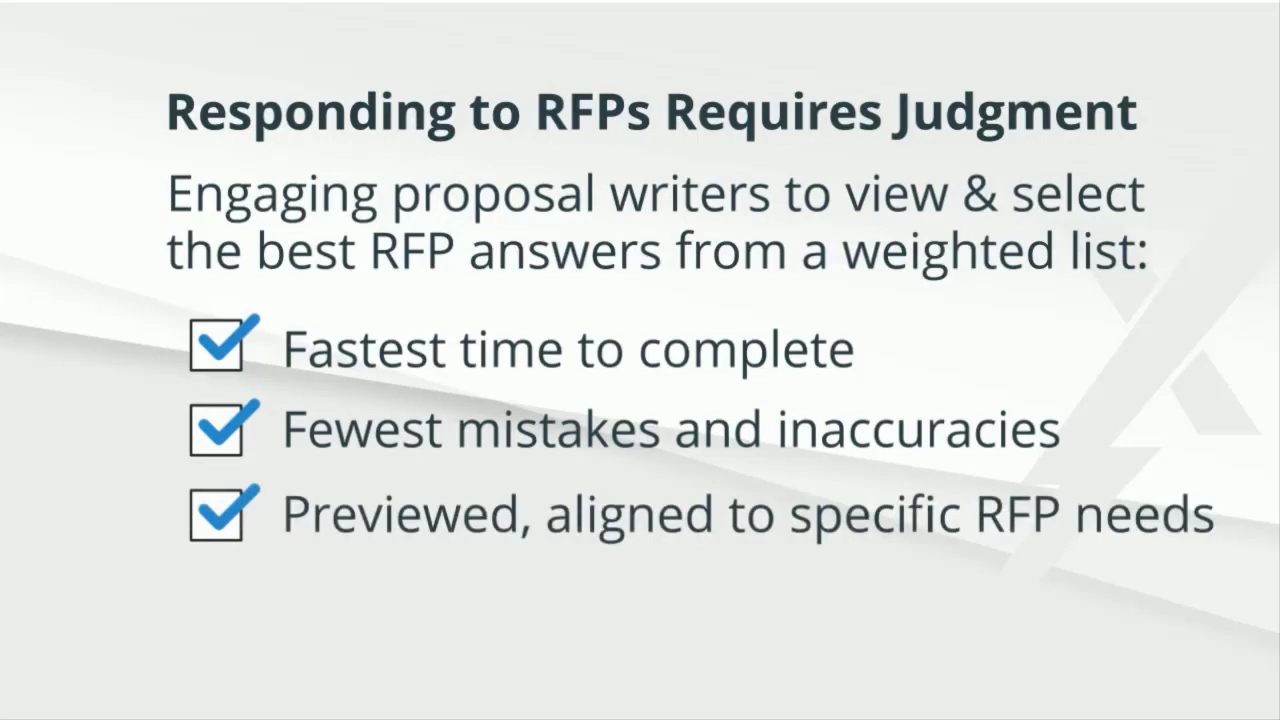 Responding to RFPs Requires Judgment
Engaging proposal writers to view & select
the best RFP answers from a weighted list:
Fastest time to complete
Fewest mistakes and inaccuracies
Previewed, aligned to specific RFP needs